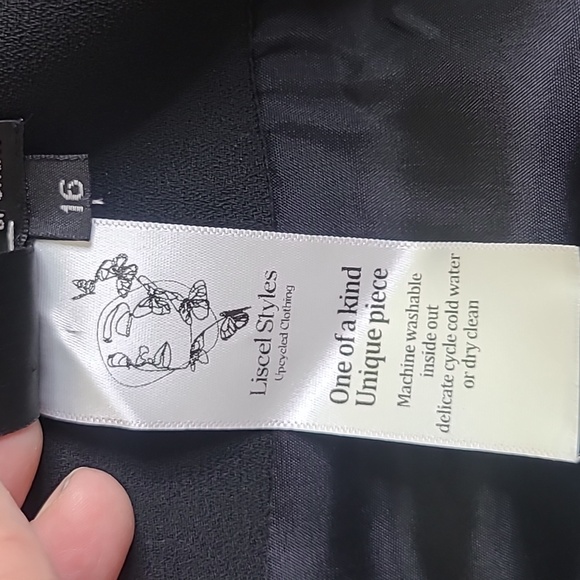 16
Liscel Styles
Upcycled Clothing
One of a kind
Unique piece
Machine washable
inside out
delicate cycle cold water
or dry clean